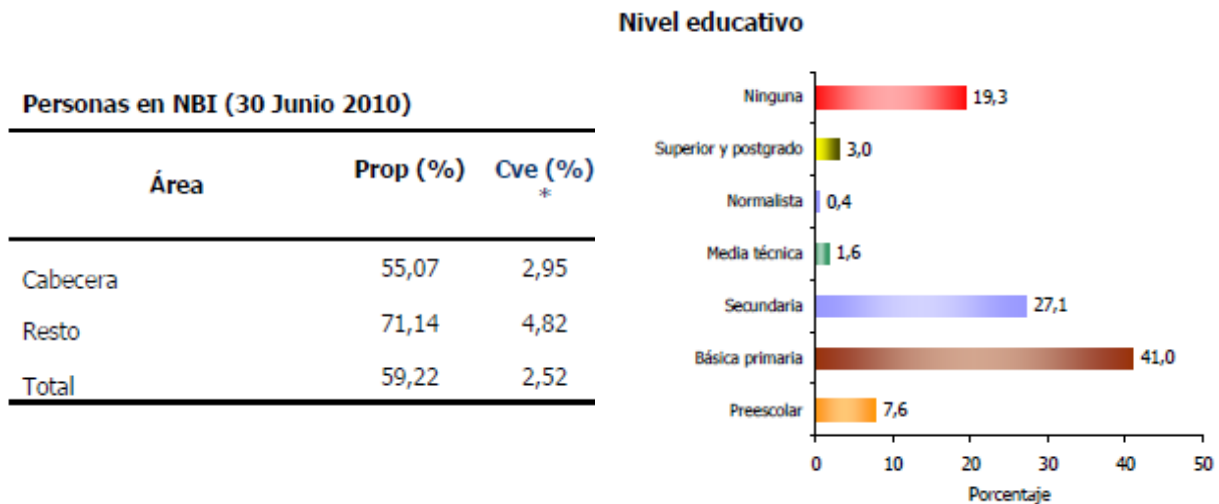 Personas en NBI (30 Junio 2010)
Área Prop (%) Cve (%)
*
Cabecera 55,07 2,95
Resto 71,14 4,82
Total 59,22 2,52
Nivel educativo
Ninguna 19,3
Superior y postgrado 3,0
Normalista 0,4
Media técnica 1,6
Secundaria 27,1
Básica primaria 41,0
Preescolar 7,6
0 10 20 30 40 50
Porcentaje